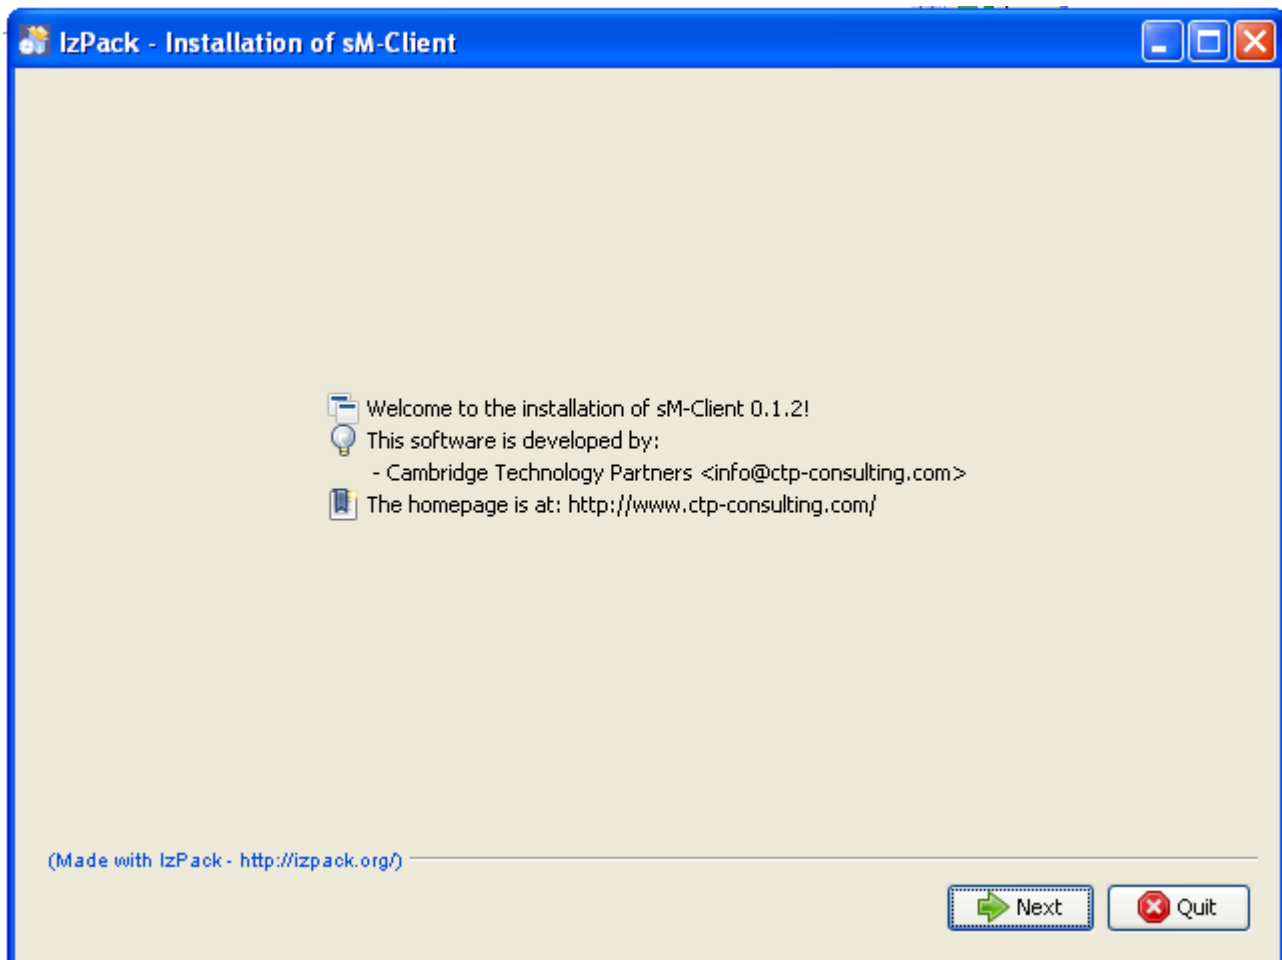 IzPack - Installation of sM-Client
Welcome to the installation of sM-Client 0.1.2!
This software is developed by:
- Cambridge Technology Partners <info@ctp-consulting.com>
The homepage is at: http://www.ctp-consulting.com/
(Made with IzPack - http://izpack.org/)
Next
Quit